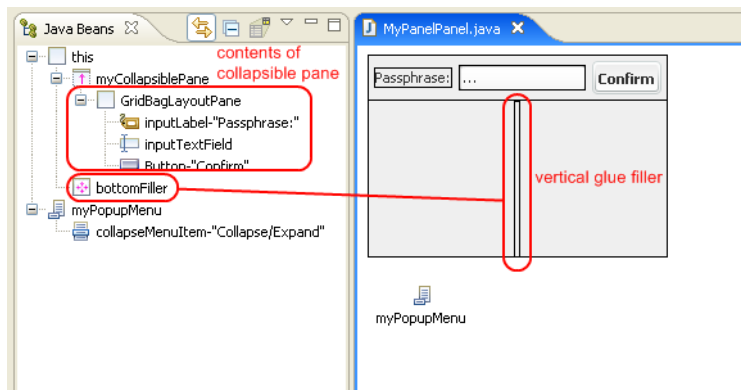 Java Beans
MyPanelPanel.java
this
contents of
collapsible pane
myCollapsiblePane
GridBagLayoutPane
inputLabel-"Passphrase:"
inputTextField
Button-"Confirm"
bottomFiller
myPopupMenu
collapseMenuItem-"Collapse/Expand"
Passphrase:
...
Confirm
vertical glue filler
myPopupMenu